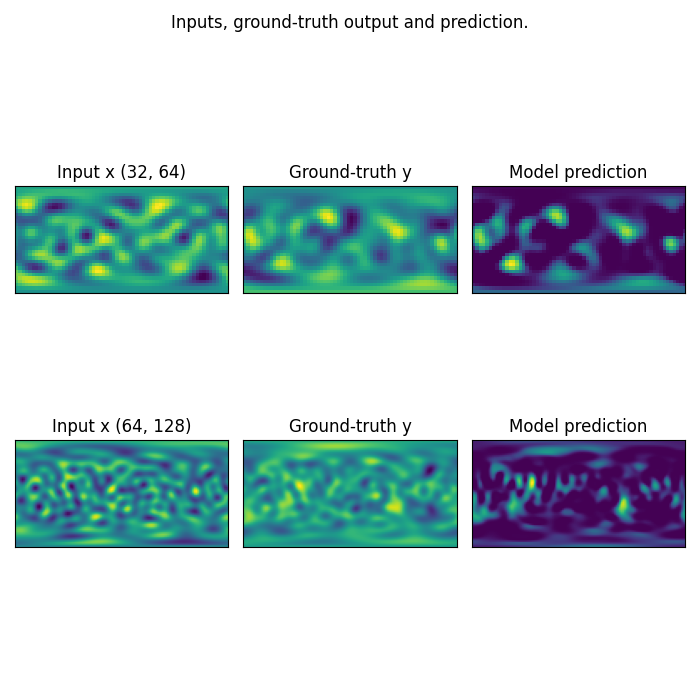 Inputs, ground-truth output and prediction.
Input x (32, 64)
Ground-truth y
Model prediction
Input x (64, 128)
Ground-truth y
Model prediction